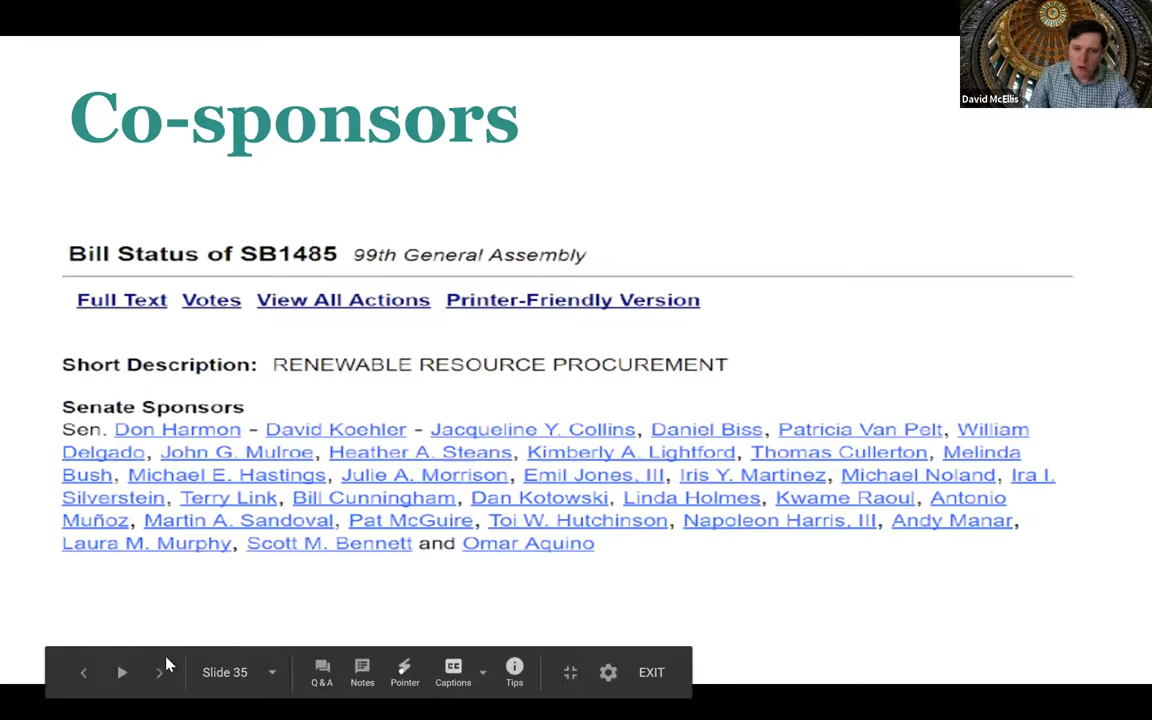 David McEllis
Co-sponsors
Bill Status of SB1485 99th General Assembly
Full Text Votes View All Actions Printer-Friendly Version
Short Description: RENEWABLE RESOURCE PROCUREMENT
Senate Sponsors
Sen. Don Harmon - David Koehler - Jacqueline Y. Collins, Daniel Biss, Patricia Van Pelt, William
Delgado, John G. Mulroe, Heather A. Steans, Kimberly A. Lightford, Thomas Cullerton, Melinda
Bush, Michael E. Hastings, Julie A. Morrison, Emil Jones, III, Iris Y. Martinez, Michael Noland, Ira I.
Silverstein, Terry Link, Bill Cunningham, Dan Kotowski, Linda Holmes, Kwame Raoul, Antonio
Muñoz, Martin A. Sandoval, Pat McGuire, Toi W. Hutchinson, Napoleon Harris, III, Andy Manar,
Laura M. Murphy, Scott M. Bennett and Omar Aquino
Slide 35 Q & A Notes Pointer CC Captions Tips EXIT